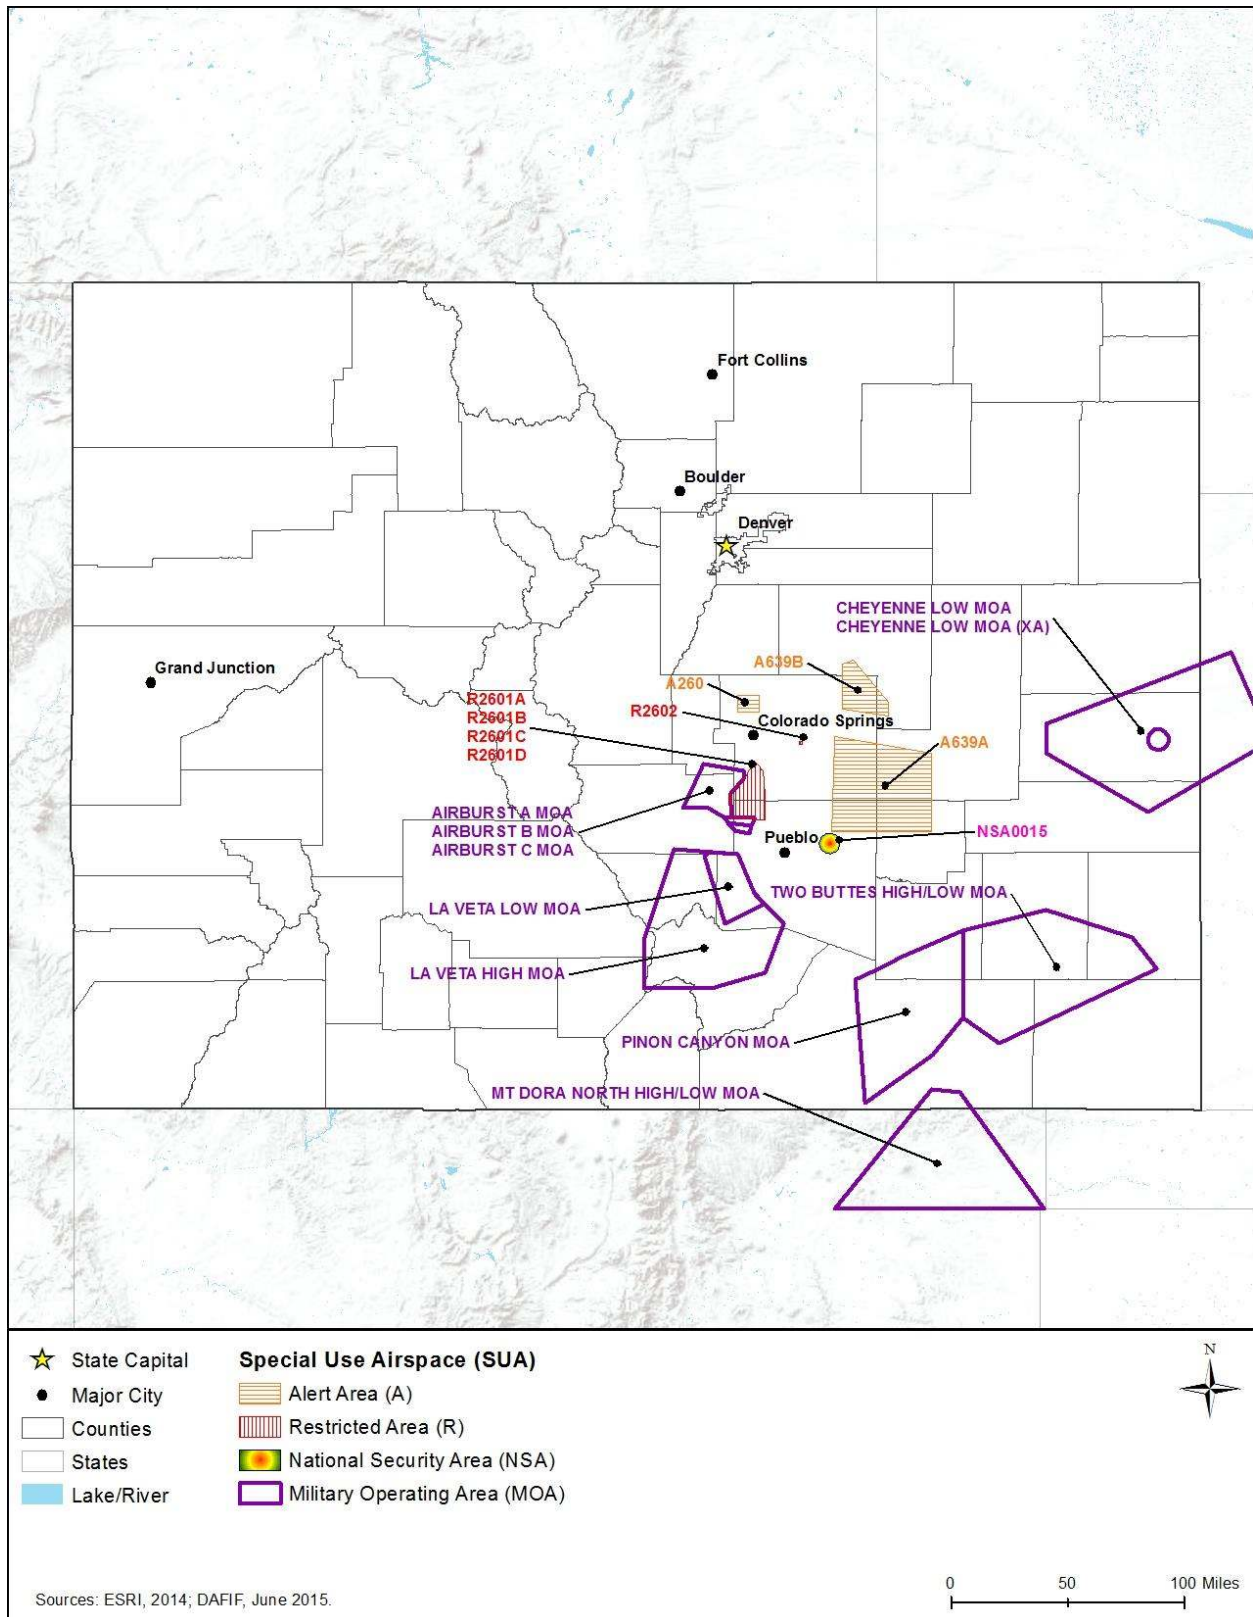 Fort Collins
Boulder
Denver
CHEYENNE LOW MOA
CHEYENNE LOW MOA (XA)
Grand Junction
A639B
A260
R2601A
R2601B
R2601C
R2601D
R2602
Colorado Springs
A639A
AIRBURST A MOA
AIRBURST B MOA
AIRBURST C MOA
Pueblo
NSA0015
TWO BUTTES HIGH/LOW MOA
LA VETA LOW MOA
LA VETA HIGH MOA
PINON CANYON MOA
MT DORA NORTH HIGH/LOW MOA
State Capital
Major City
Counties
States
Lake/River
Special Use Airspace (SUA)
Alert Area (A)
Restricted Area (R)
National Security Area (NSA)
Military Operating Area (MOA)
N
Sources: ESRI, 2014; DAFIF, June 2015.
0 50 100 Miles